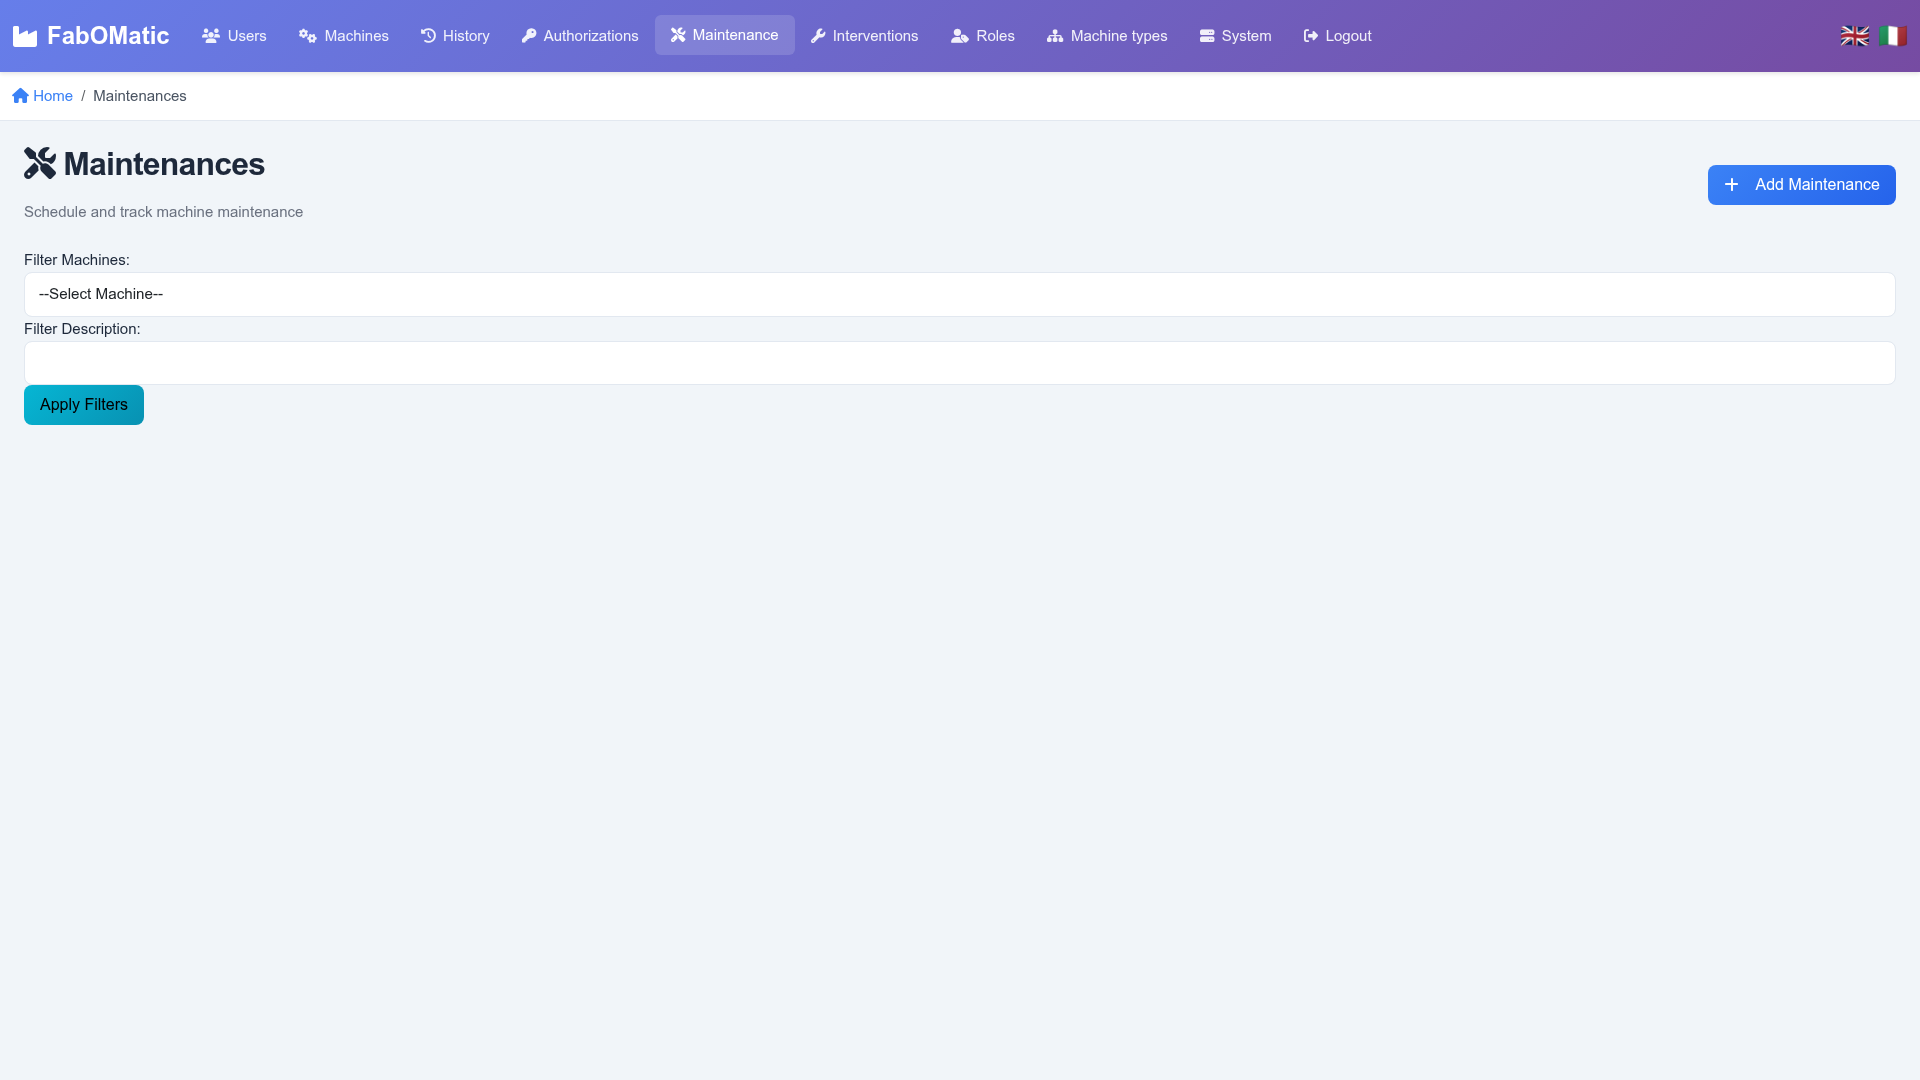 FabOMatic Users Machines History Authorizations Maintenance Interventions Roles Machine types System Logout
Home / Maintenances
Maintenances
Add Maintenance
Schedule and track machine maintenance
Filter Machines:
--Select Machine--
Filter Description:
Apply Filters